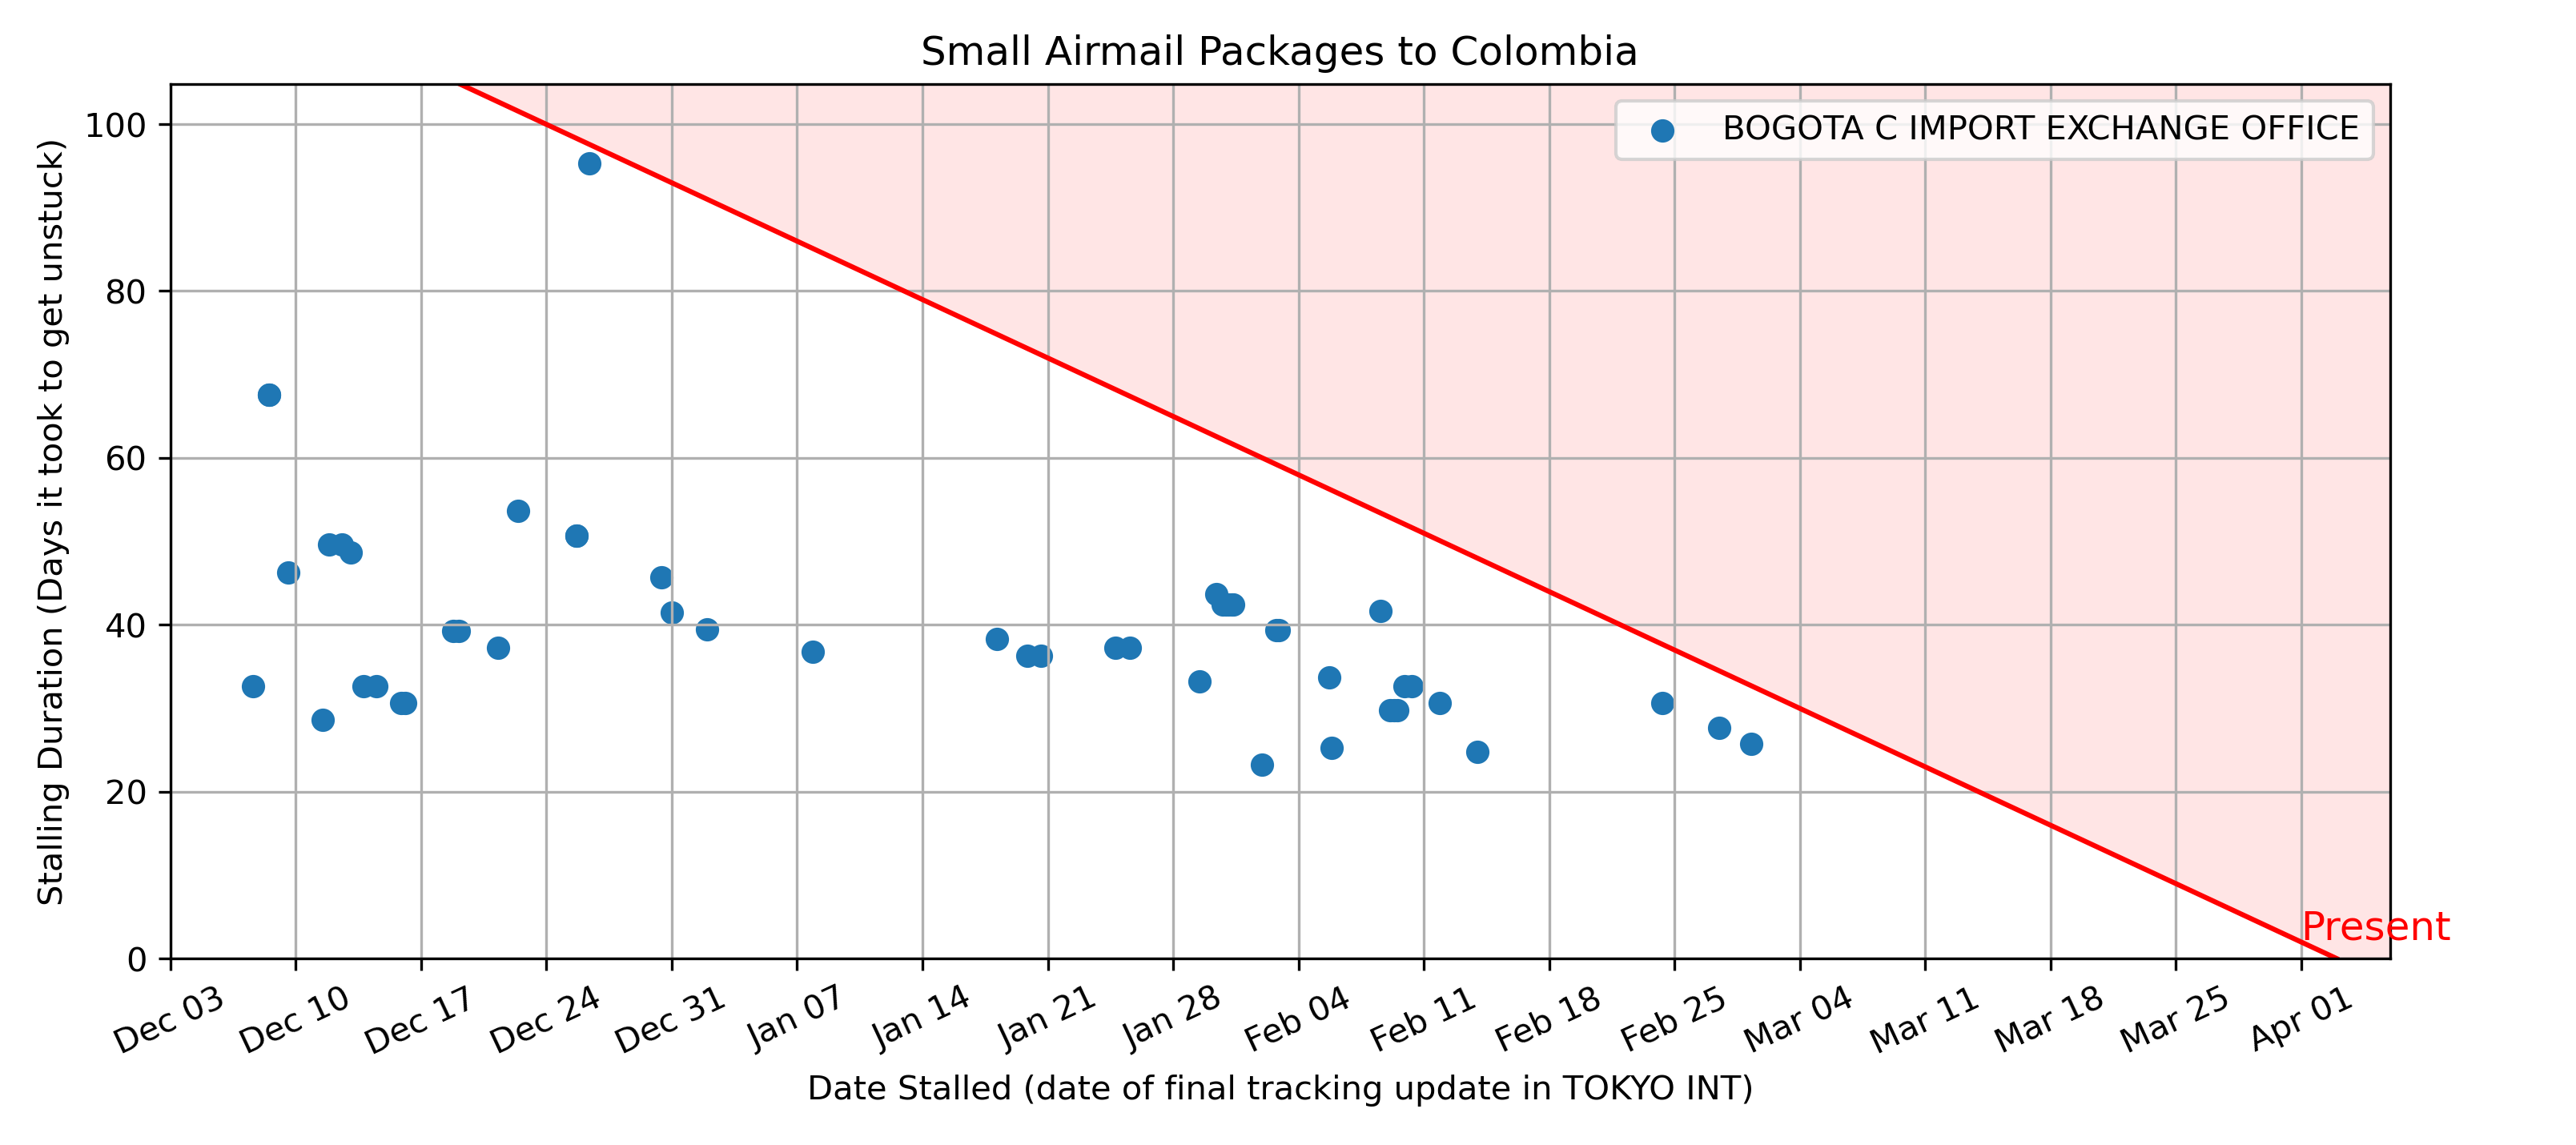 Small Airmail Packages to Colombia
BOGOTA C IMPORT EXCHANGE OFFICE
Stalling Duration (Days it took to get unstuck)
100
80
60
40
20
0
Present
Dec 03
Dec 10
Dec 17
Dec 24
Dec 31
Jan 07
Jan 14
Jan 21
Jan 28
Feb 04
Feb 11
Feb 18
Feb 25
Mar 04
Mar 11
Mar 18
Mar 25
Apr 01
Date Stalled (date of final tracking update in TOKYO INT)